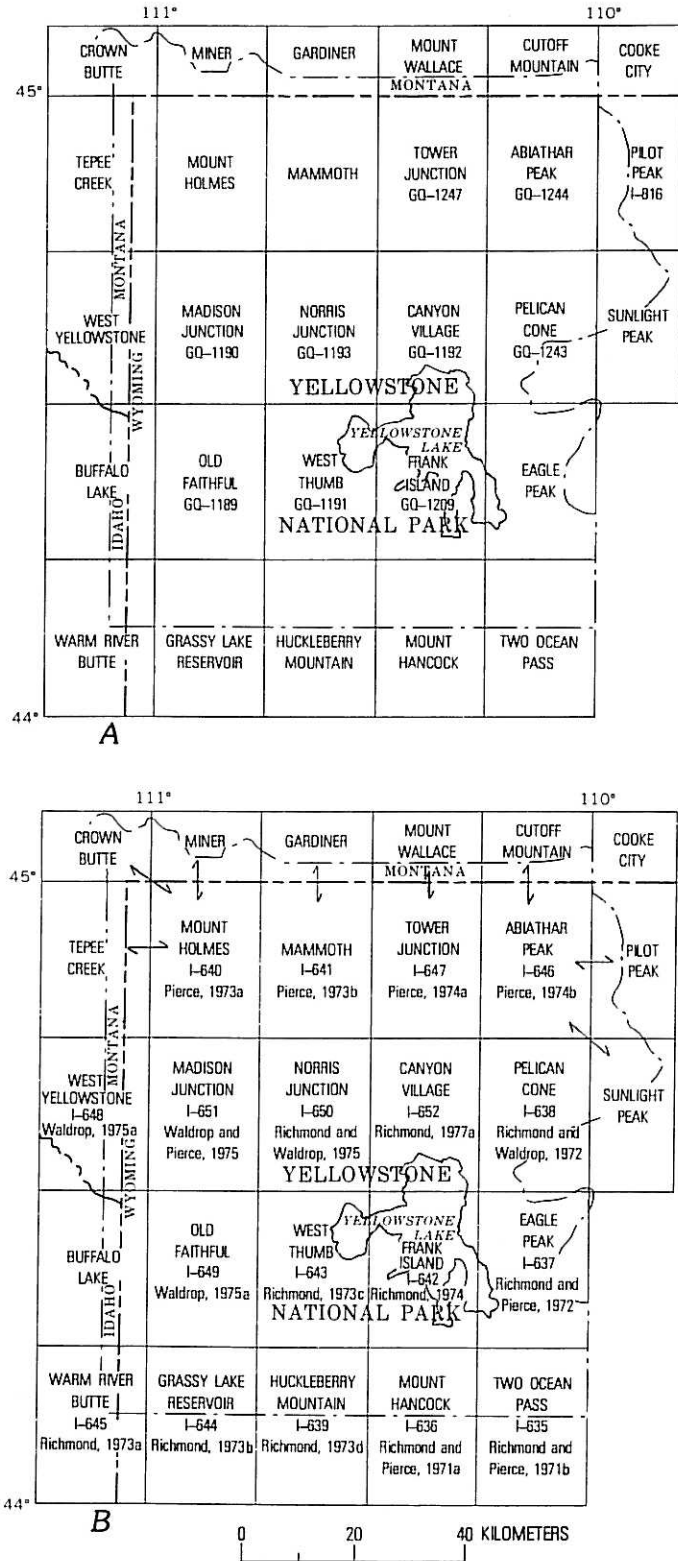 111°
110°
CROWN BUTTE
MINER
GARDINER
MOUNT WALLACE
CUTOFF MOUNTAIN
COOKE CITY
45°
MONTANA
TEPEE CREEK
MOUNT HOLMES
MAMMOTH
TOWER JUNCTION GQ–1247
ABIATHAR PEAK GQ–1244
PILOT PEAK I–816
MONTANA
WEST YELLOWSTONE
MADISON JUNCTION GQ–1190
NORRIS JUNCTION GQ–1193
CANYON VILLAGE GQ–1192
PELICAN CONE GQ–1243
SUNLIGHT PEAK
WYOMING
YELLOWSTONE
YELLOWSTONE LAKE
BUFFALO LAKE
IDAHO
OLD FAITHFUL GQ–1189
WEST THUMB GQ–1191
FRANK ISLAND GQ–1209
EAGLE PEAK
NATIONAL PARK
WARM RIVER BUTTE
GRASSY LAKE RESERVOIR
HUCKLEBERRY MOUNTAIN
MOUNT HANCOCK
TWO OCEAN PASS
44°
A
111°
110°
CROWN BUTTE
MINER
GARDINER
MOUNT WALLACE
CUTOFF MOUNTAIN
COOKE CITY
45°
MONTANA
TEPEE CREEK
MOUNT HOLMES I–640 Pierce, 1973a
MAMMOTH I–641 Pierce, 1973b
TOWER JUNCTION I–647 Pierce, 1974a
ABIATHAR PEAK I–646 Pierce, 1974b
PILOT PEAK
MONTANA
WEST YELLOWSTONE I–648 Waldrop, 1975a
MADISON JUNCTION I–651 Waldrop and Pierce, 1975
NORRIS JUNCTION I–650 Richmond and Waldrop, 1975
CANYON VILLAGE I–652 Richmond, 1977a
PELICAN CONE I–638 Richmond and Waldrop, 1972
SUNLIGHT PEAK
WYOMING
YELLOWSTONE
YELLOWSTONE LAKE
BUFFALO LAKE
IDAHO
OLD FAITHFUL I–649 Waldrop, 1975a
WEST THUMB I–643 Richmond, 1973c
FRANK ISLAND I–642 Richmond, 1974
EAGLE PEAK I–637 Richmond and Pierce, 1972
NATIONAL PARK
WARM RIVER BUTTE I–645 Richmond, 1973a
GRASSY LAKE RESERVOIR I–644 Richmond, 1973b
HUCKLEBERRY MOUNTAIN I–639 Richmond, 1973d
MOUNT HANCOCK I–636 Richmond and Pierce, 1971a
TWO OCEAN PASS I–635 Richmond and Pierce, 1971b
44°
B
0 20 40 KILOMETERS